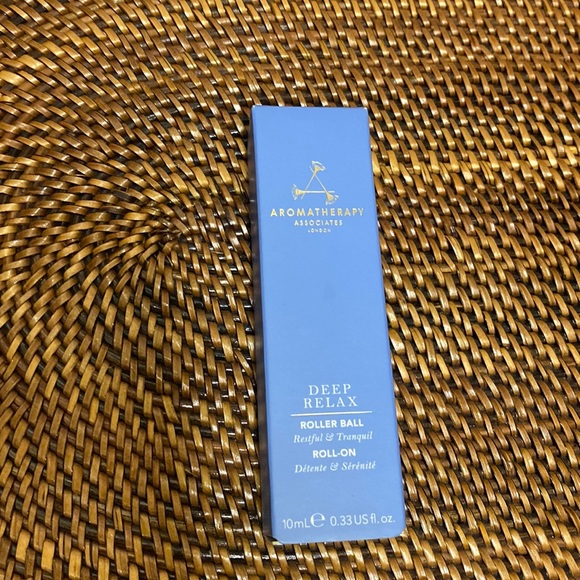 AROMATHERAPY
ASSOCIATES
LONDON
DEEP
RELAX
ROLLER BALL
Restful & Tranquil
ROLL-ON
Détente & Sérénité
10mL℮ 0.33 US fl. oz.